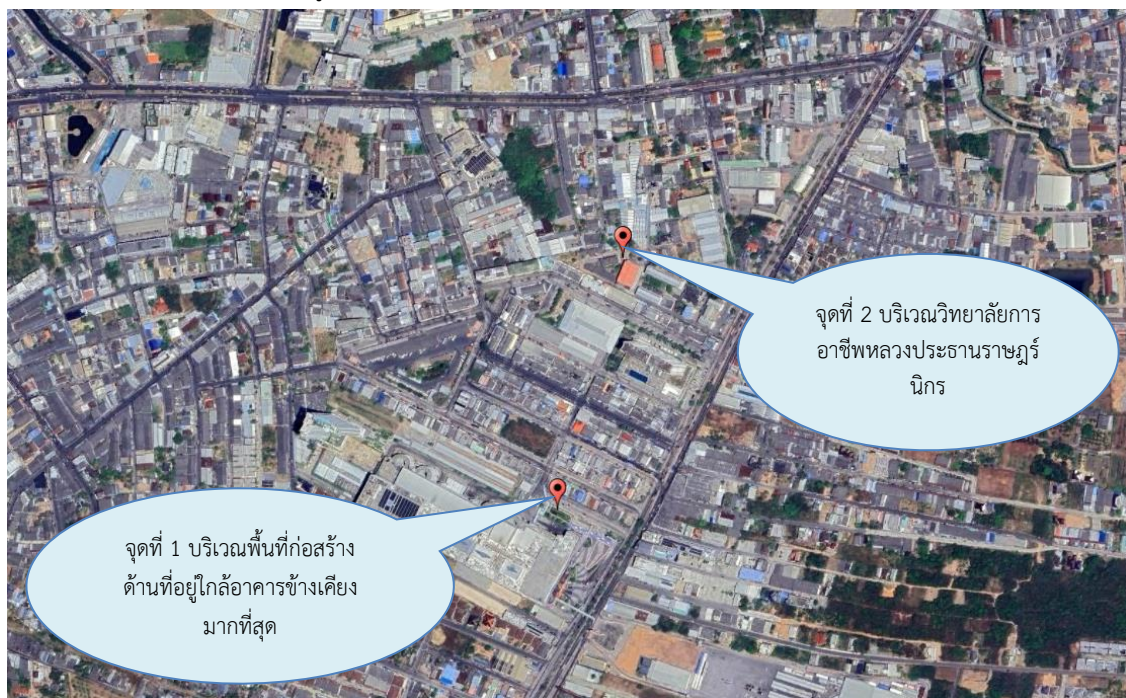 จุดที่ 2 บริเวณวิทยาลัยการ
อาชีพหลวงประธานราษฎร์
นิกร
จุดที่ 1 บริเวณพื้นที่ก่อสร้าง
ด้านที่อยู่ใกล้อาคารข้างเคียง
มากที่สุด